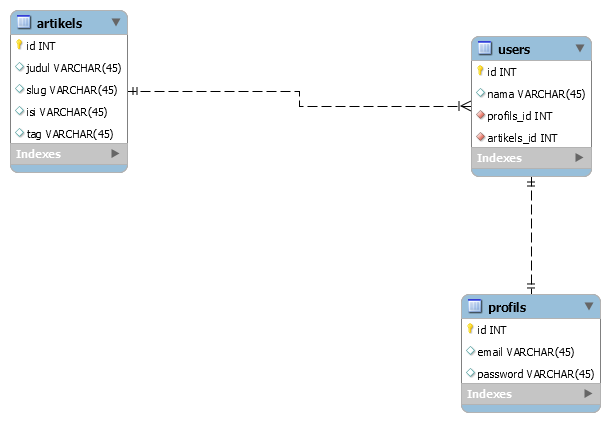 artikels
id INT
judul VARCHAR(45)
slug VARCHAR(45)
isi VARCHAR(45)
tag VARCHAR(45)
Indexes
users
id INT
nama VARCHAR(45)
profils_id INT
artikels_id INT
Indexes
profils
id INT
email VARCHAR(45)
password VARCHAR(45)
Indexes